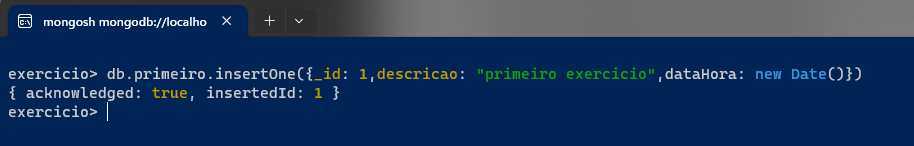 mongosh mongodb://localho
exercicio> db.primeiro.insertOne({_id: 1,descricao: "primeiro exercicio",dataHora: new Date()})
{ acknowledged: true, insertedId: 1 }
exercicio>